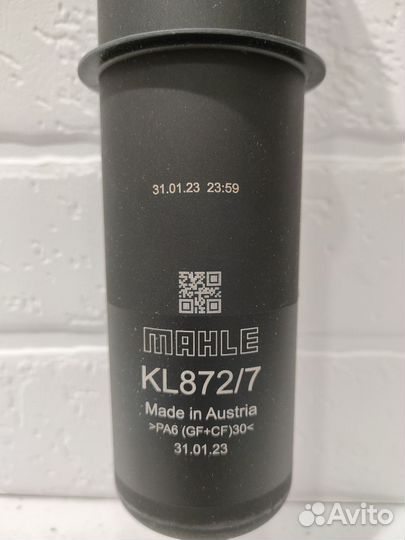 31.01.23 23:59
MAHLE
KL872/7
Made in Austria
>PA6 (GF+CF)30<
31.01.23
Avito